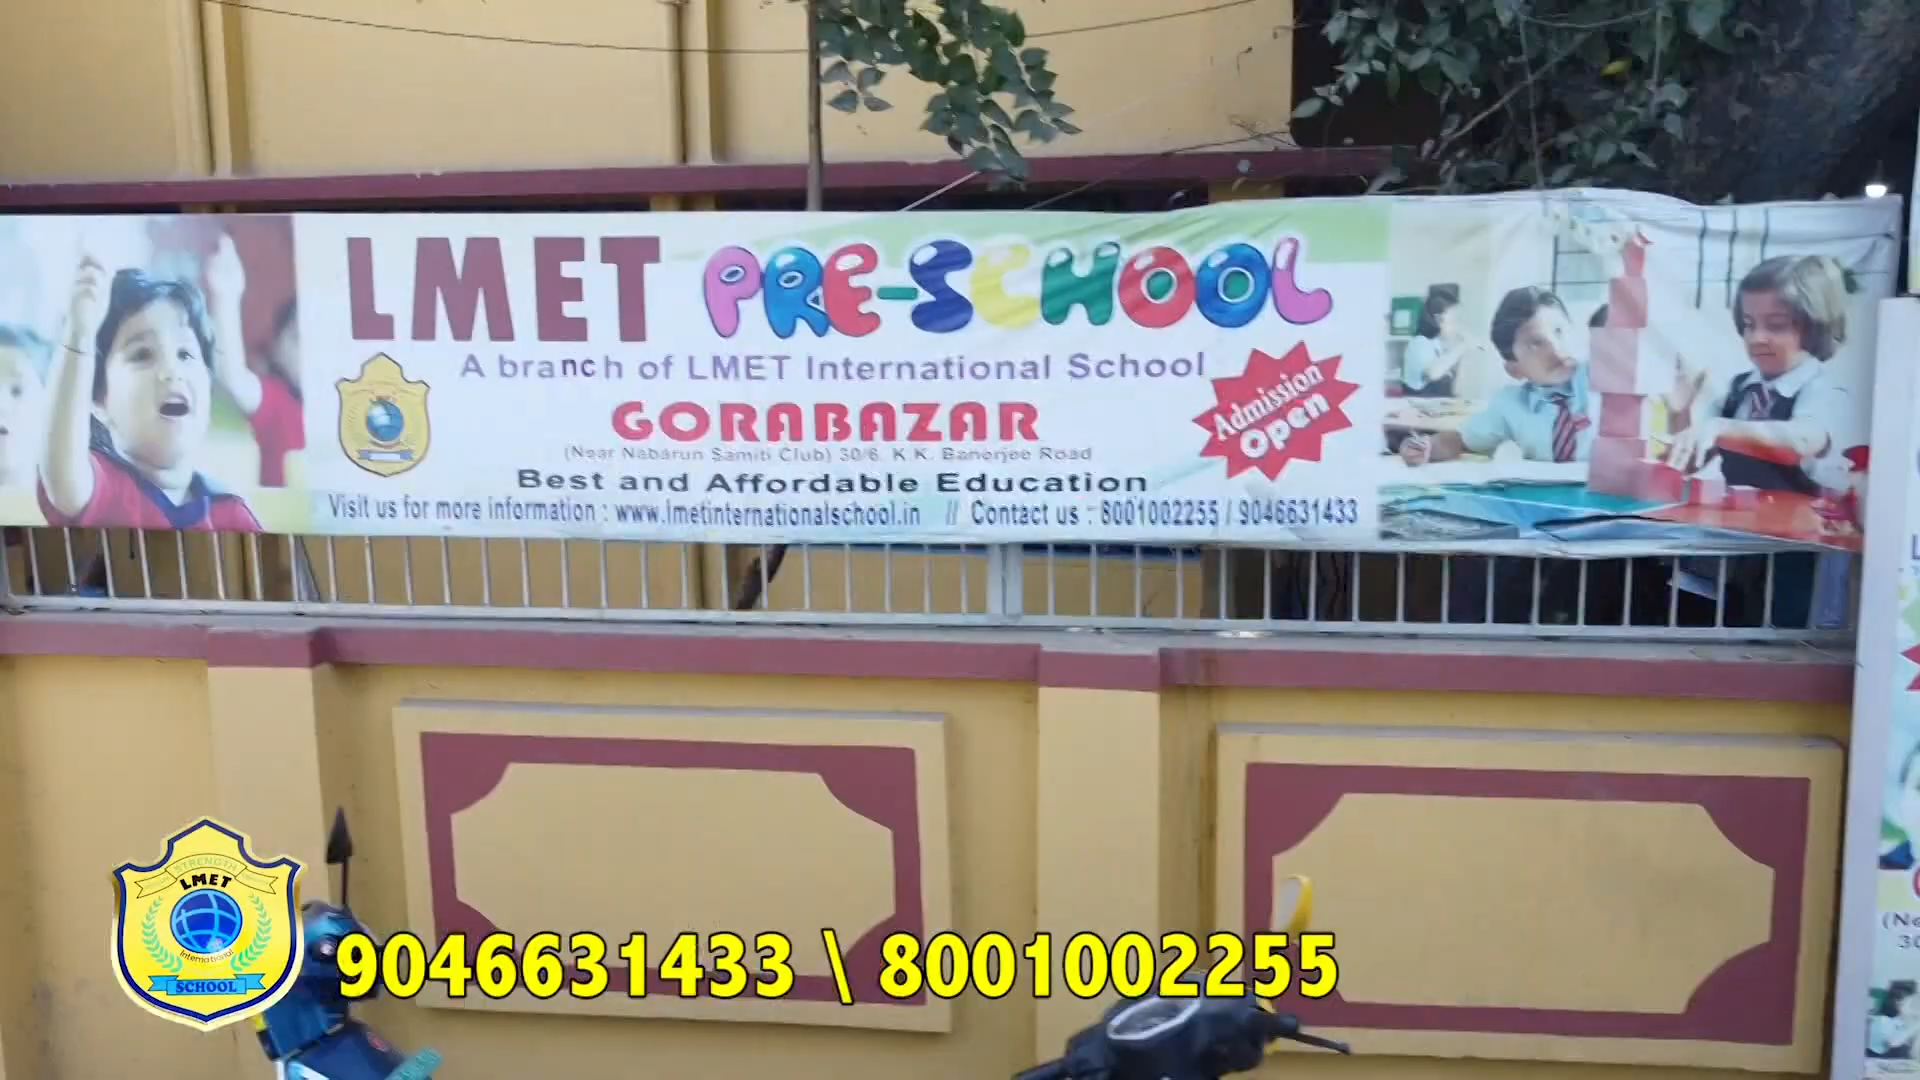 LMET PRE-SCHOOL
A branch of LMET International School
GORABAZAR
(Near Nabarun Samiti Club) 30/6, K.K. Banerjee Road
Best and Affordable Education
Visit us for more information : www.lmetinternationalschool.in // Contact us : 8001002255 / 9046631433
Admission
Open
STRENGTH
LMET
International
SCHOOL
9046631433 \ 8001002255